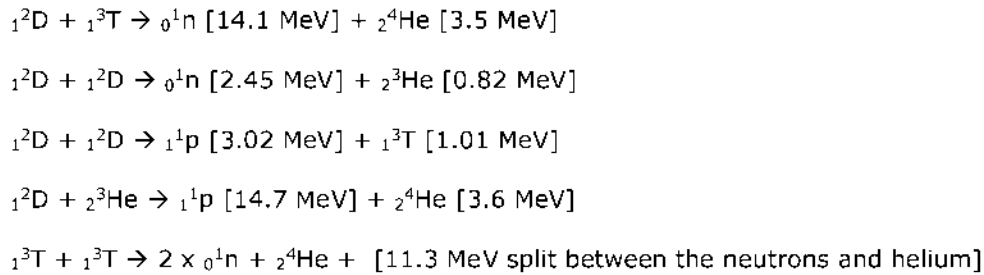 ₁²D + ₁³T → ₀¹n [14.1 MeV] + ₂⁴He [3.5 MeV]
₁²D + ₁²D → ₀¹n [2.45 MeV] + ₂³He [0.82 MeV]
₁²D + ₁²D → ₁¹p [3.02 MeV] + ₁³T [1.01 MeV]
₁²D + ₂³He → ₁¹p [14.7 MeV] + ₂⁴He [3.6 MeV]
₁³T + ₁³T → 2 x ₀¹n + ₂⁴He + [11.3 MeV split between the neutrons and helium]